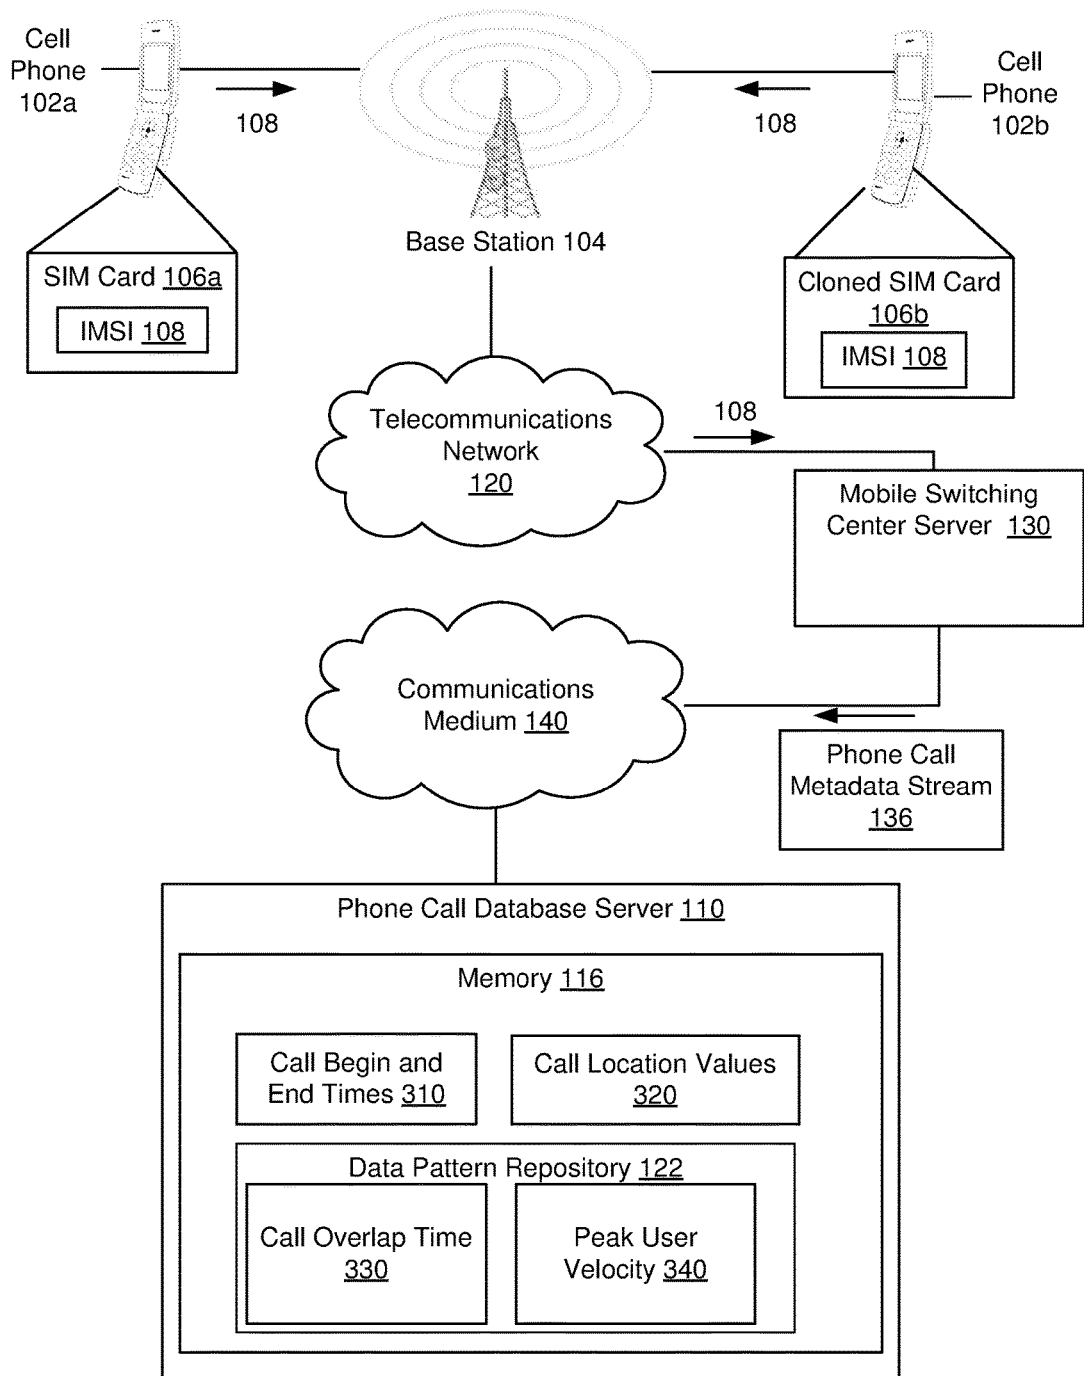 Cell
Phone
102a
108
108
Cell
Phone
102b
Base Station 104
SIM Card 106a
IMSI 108
Cloned SIM Card
106b
IMSI 108
Telecommunications
Network
120
108
Mobile Switching
Center Server 130
Communications
Medium 140
Phone Call
Metadata Stream
136
Phone Call Database Server 110
Memory 116
Call Begin and
End Times 310
Call Location Values
320
Data Pattern Repository 122
Call Overlap Time
330
Peak User
Velocity 340